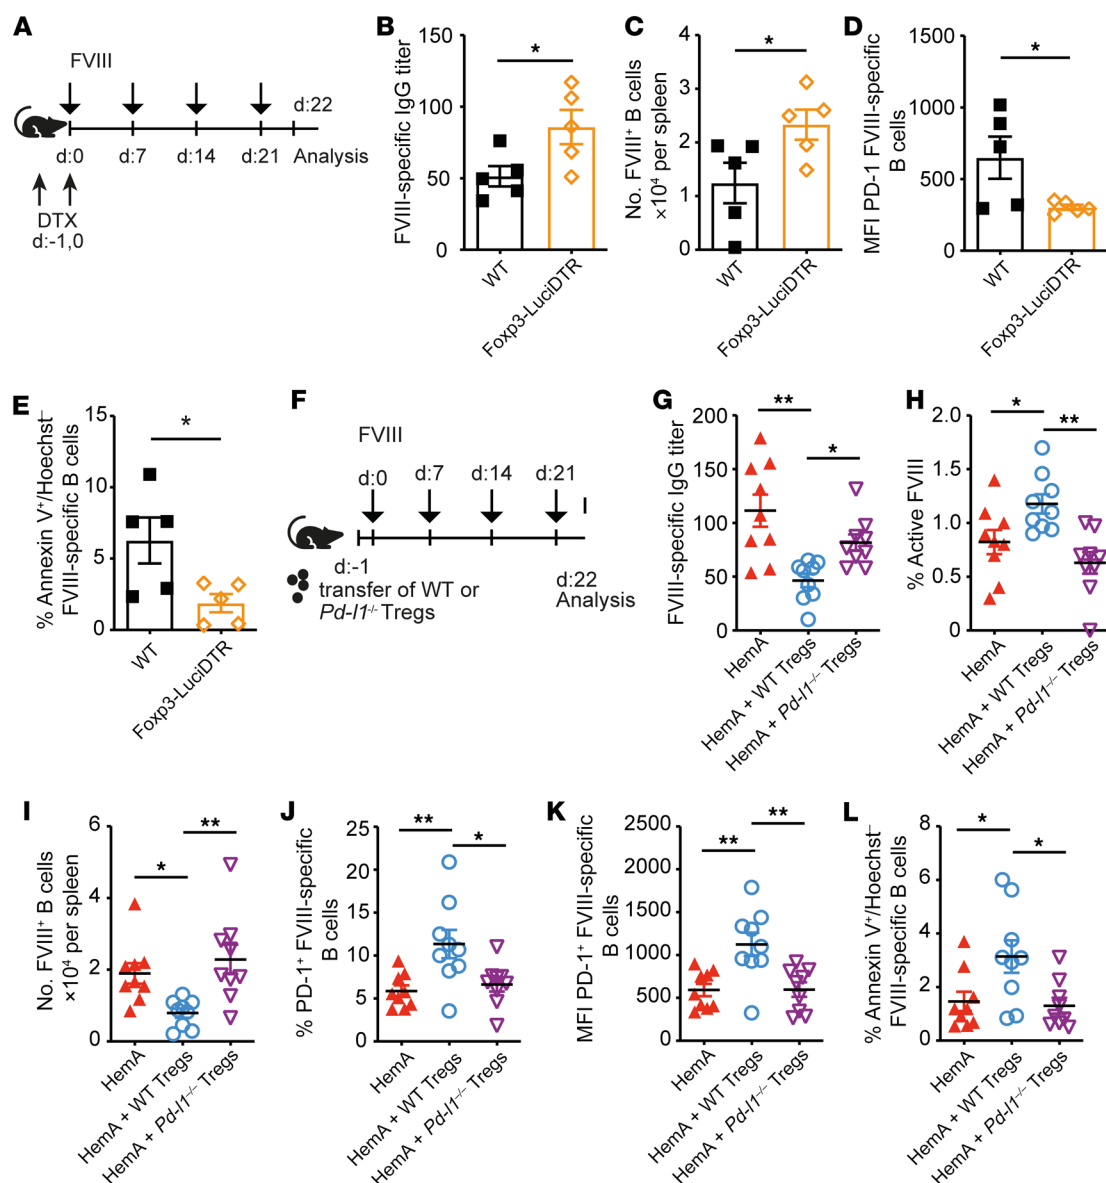 A
FVIII
d:0 d:7 d:14 d:21
d:22
Analysis
DTX
d:-1,0
B
FVIII-specific IgG titer
150
100
50
0
*
WT
Foxp3-LuciDTR
C
No. FVIII⁺ B cells
×10⁴ per spleen
4
3
2
1
0
*
WT
Foxp3-LuciDTR
D
MFI PD-1 FVIII-specific
B cells
1500
1000
500
0
*
WT
Foxp3-LuciDTR
E
% Annexin V⁺/Hoechst⁻
FVIII-specific B cells
15
10
5
0
*
WT
Foxp3-LuciDTR
F
FVIII
d:0 d:7 d:14 d:21
d:-1
transfer of WT or
Pd-l1⁻/⁻ Tregs
d:22
Analysis
G
FVIII-specific IgG titer
200
150
100
50
0
**
*
HemA
HemA + WT Tregs
HemA + Pd-l1⁻/⁻ Tregs
H
% Active FVIII
2.0
1.5
1.0
0.5
0
*
**
HemA
HemA + WT Tregs
HemA + Pd-l1⁻/⁻ Tregs
I
No. FVIII⁺ B cells
×10⁴ per spleen
6
4
2
0
*
**
HemA
HemA + WT Tregs
HemA + Pd-l1⁻/⁻ Tregs
J
% PD-1⁺ FVIII-specific
B cells
25
20
15
10
5
0
**
*
HemA
HemA + WT Tregs
HemA + Pd-l1⁻/⁻ Tregs
K
MFI PD-1⁺ FVIII-specific
B cells
2500
2000
1500
1000
500
0
**
**
HemA
HemA + WT Tregs
HemA + Pd-l1⁻/⁻ Tregs
L
% Annexin V⁺/Hoechst⁻
FVIII-specific B cells
8
6
4
2
0
*
*
HemA
HemA + WT Tregs
HemA + Pd-l1⁻/⁻ Tregs